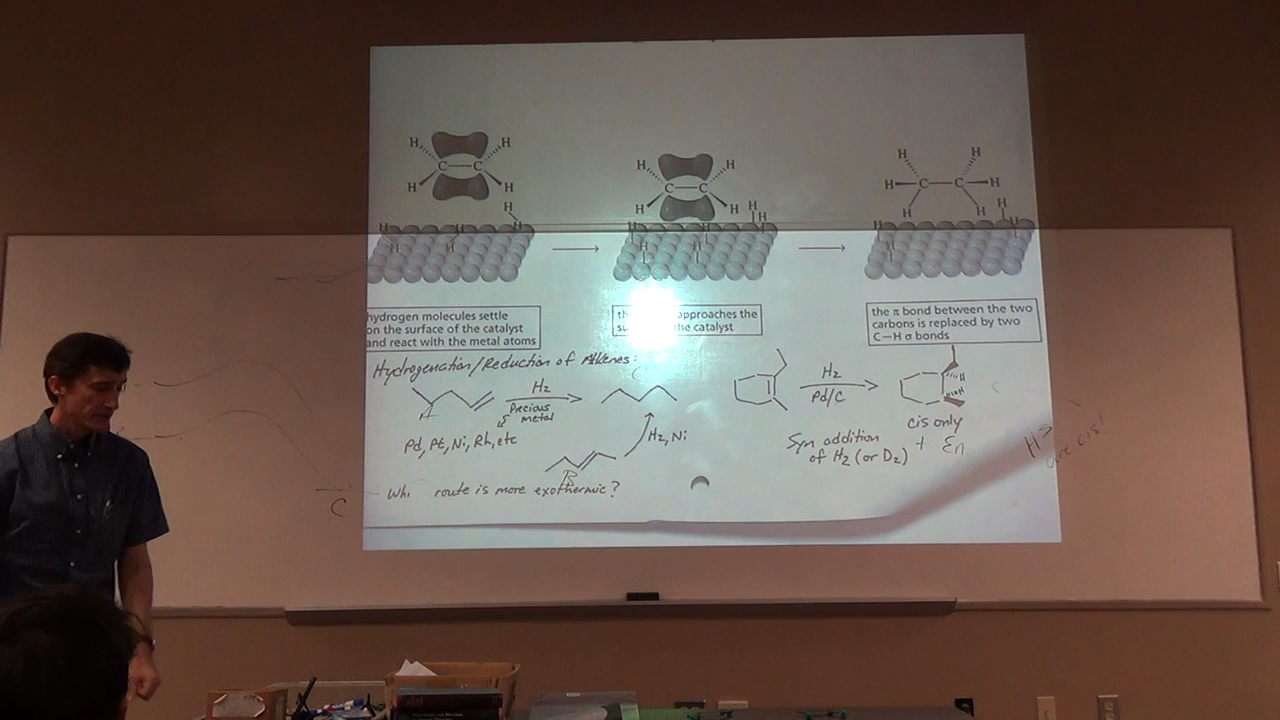 H H H H
C—C
H H H H
H H
H H H
hydrogen molecules settle
on the surface of the catalyst
and react with the metal atoms
approaches the
the catalyst
the π bond between the two
carbons is replaced by two
C—H σ bonds
Hydrogenation/Reduction of Alkenes:
H₂
Precious
metal
Pd, Pt, Ni, Rh, etc
H₂, Ni
route is more exothermic?
H₂
Pd/C
H
H
cis only
+ En
Syn addition
of H₂ (or D₂)
are cis!
C